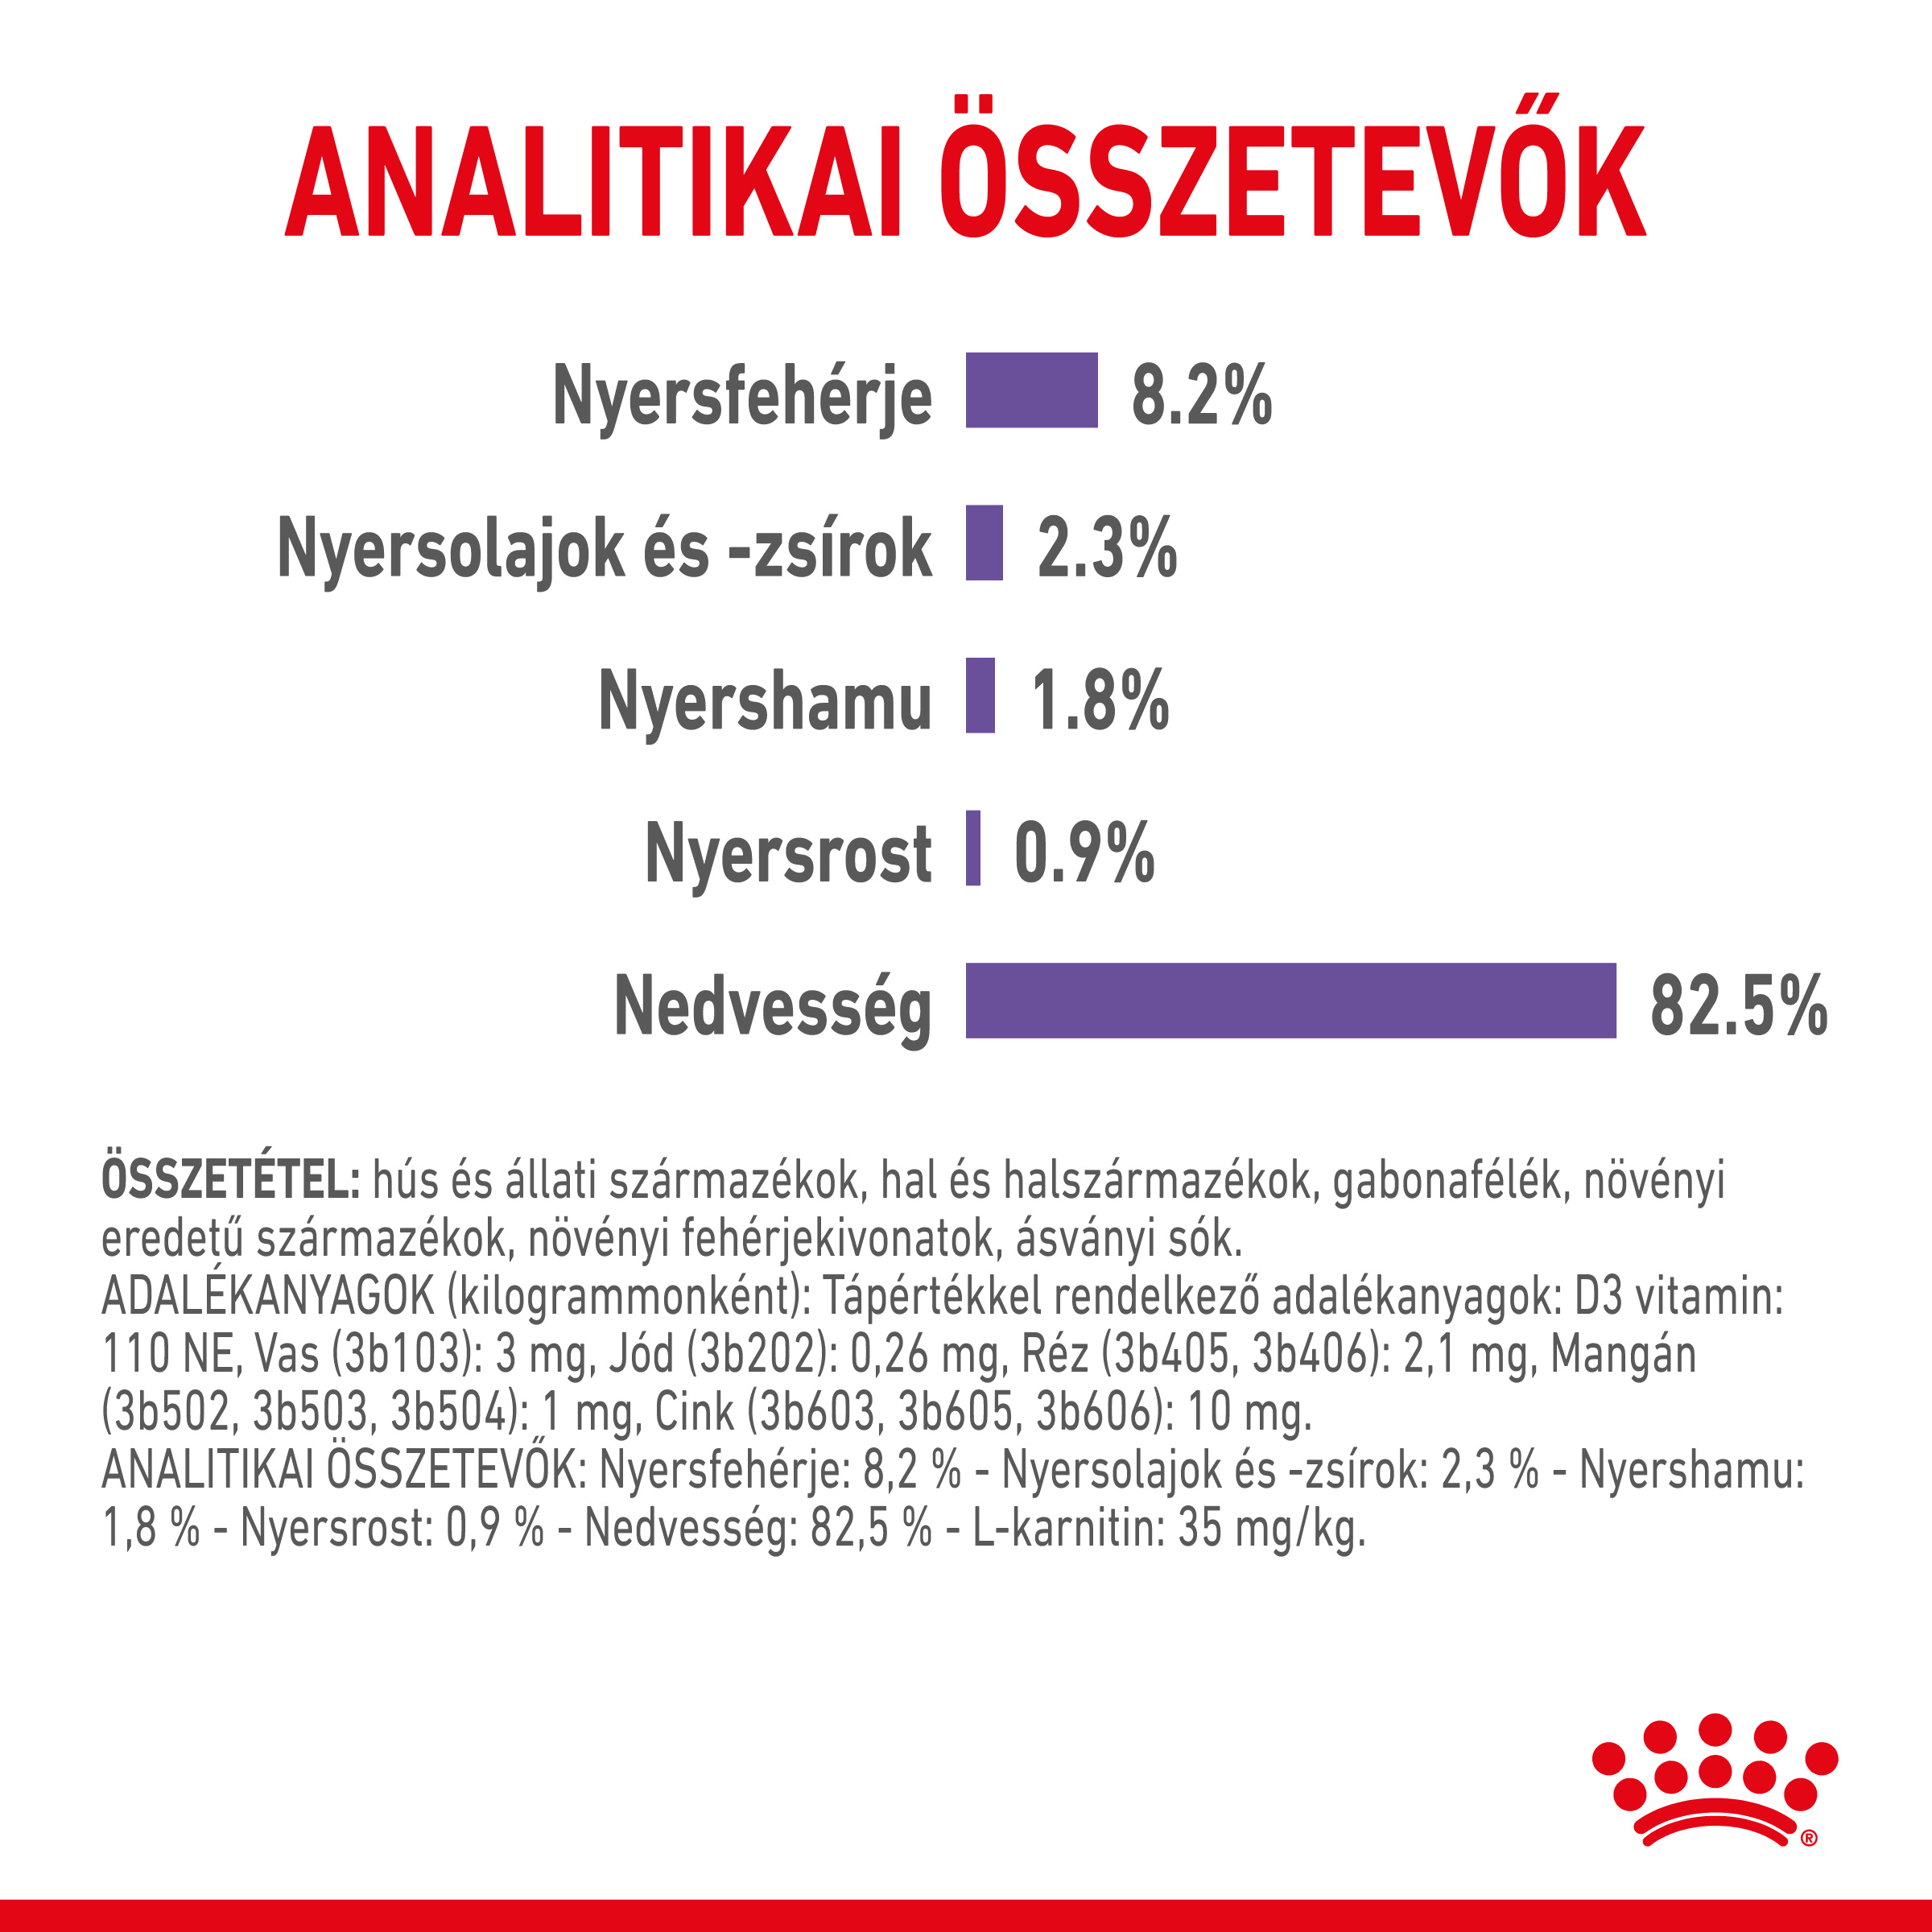 ANALITIKAI ÖSSZETEVŐK
Nyersfehérje 8.2%
Nyersolajok és -zsírok 2.3%
Nyershamu 1.8%
Nyersrost 0.9%
Nedvesség 82.5%
ÖSSZETÉTEL: hús és állati származékok, hal és halszármazékok, gabonafélék, növényi
eredetű származékok, növényi fehérjekivonatok, ásványi sók.
ADALÉKANYAGOK (kilogrammonként): Tápértékkel rendelkező adalékanyagok: D3 vitamin:
110 NE, Vas (3b103): 3 mg, Jód (3b202): 0,26 mg, Réz (3b405, 3b406): 2,1 mg, Mangán
(3b502, 3b503, 3b504): 1 mg, Cink (3b603, 3b605, 3b606): 10 mg.
ANALITIKAI ÖSSZETEVŐK: Nyersfehérje: 8,2 % – Nyersolajok és -zsírok: 2,3 % – Nyershamu:
1,8 % – Nyersrost: 0,9 % – Nedvesség: 82,5 % – L-karnitin: 35 mg/kg.
®